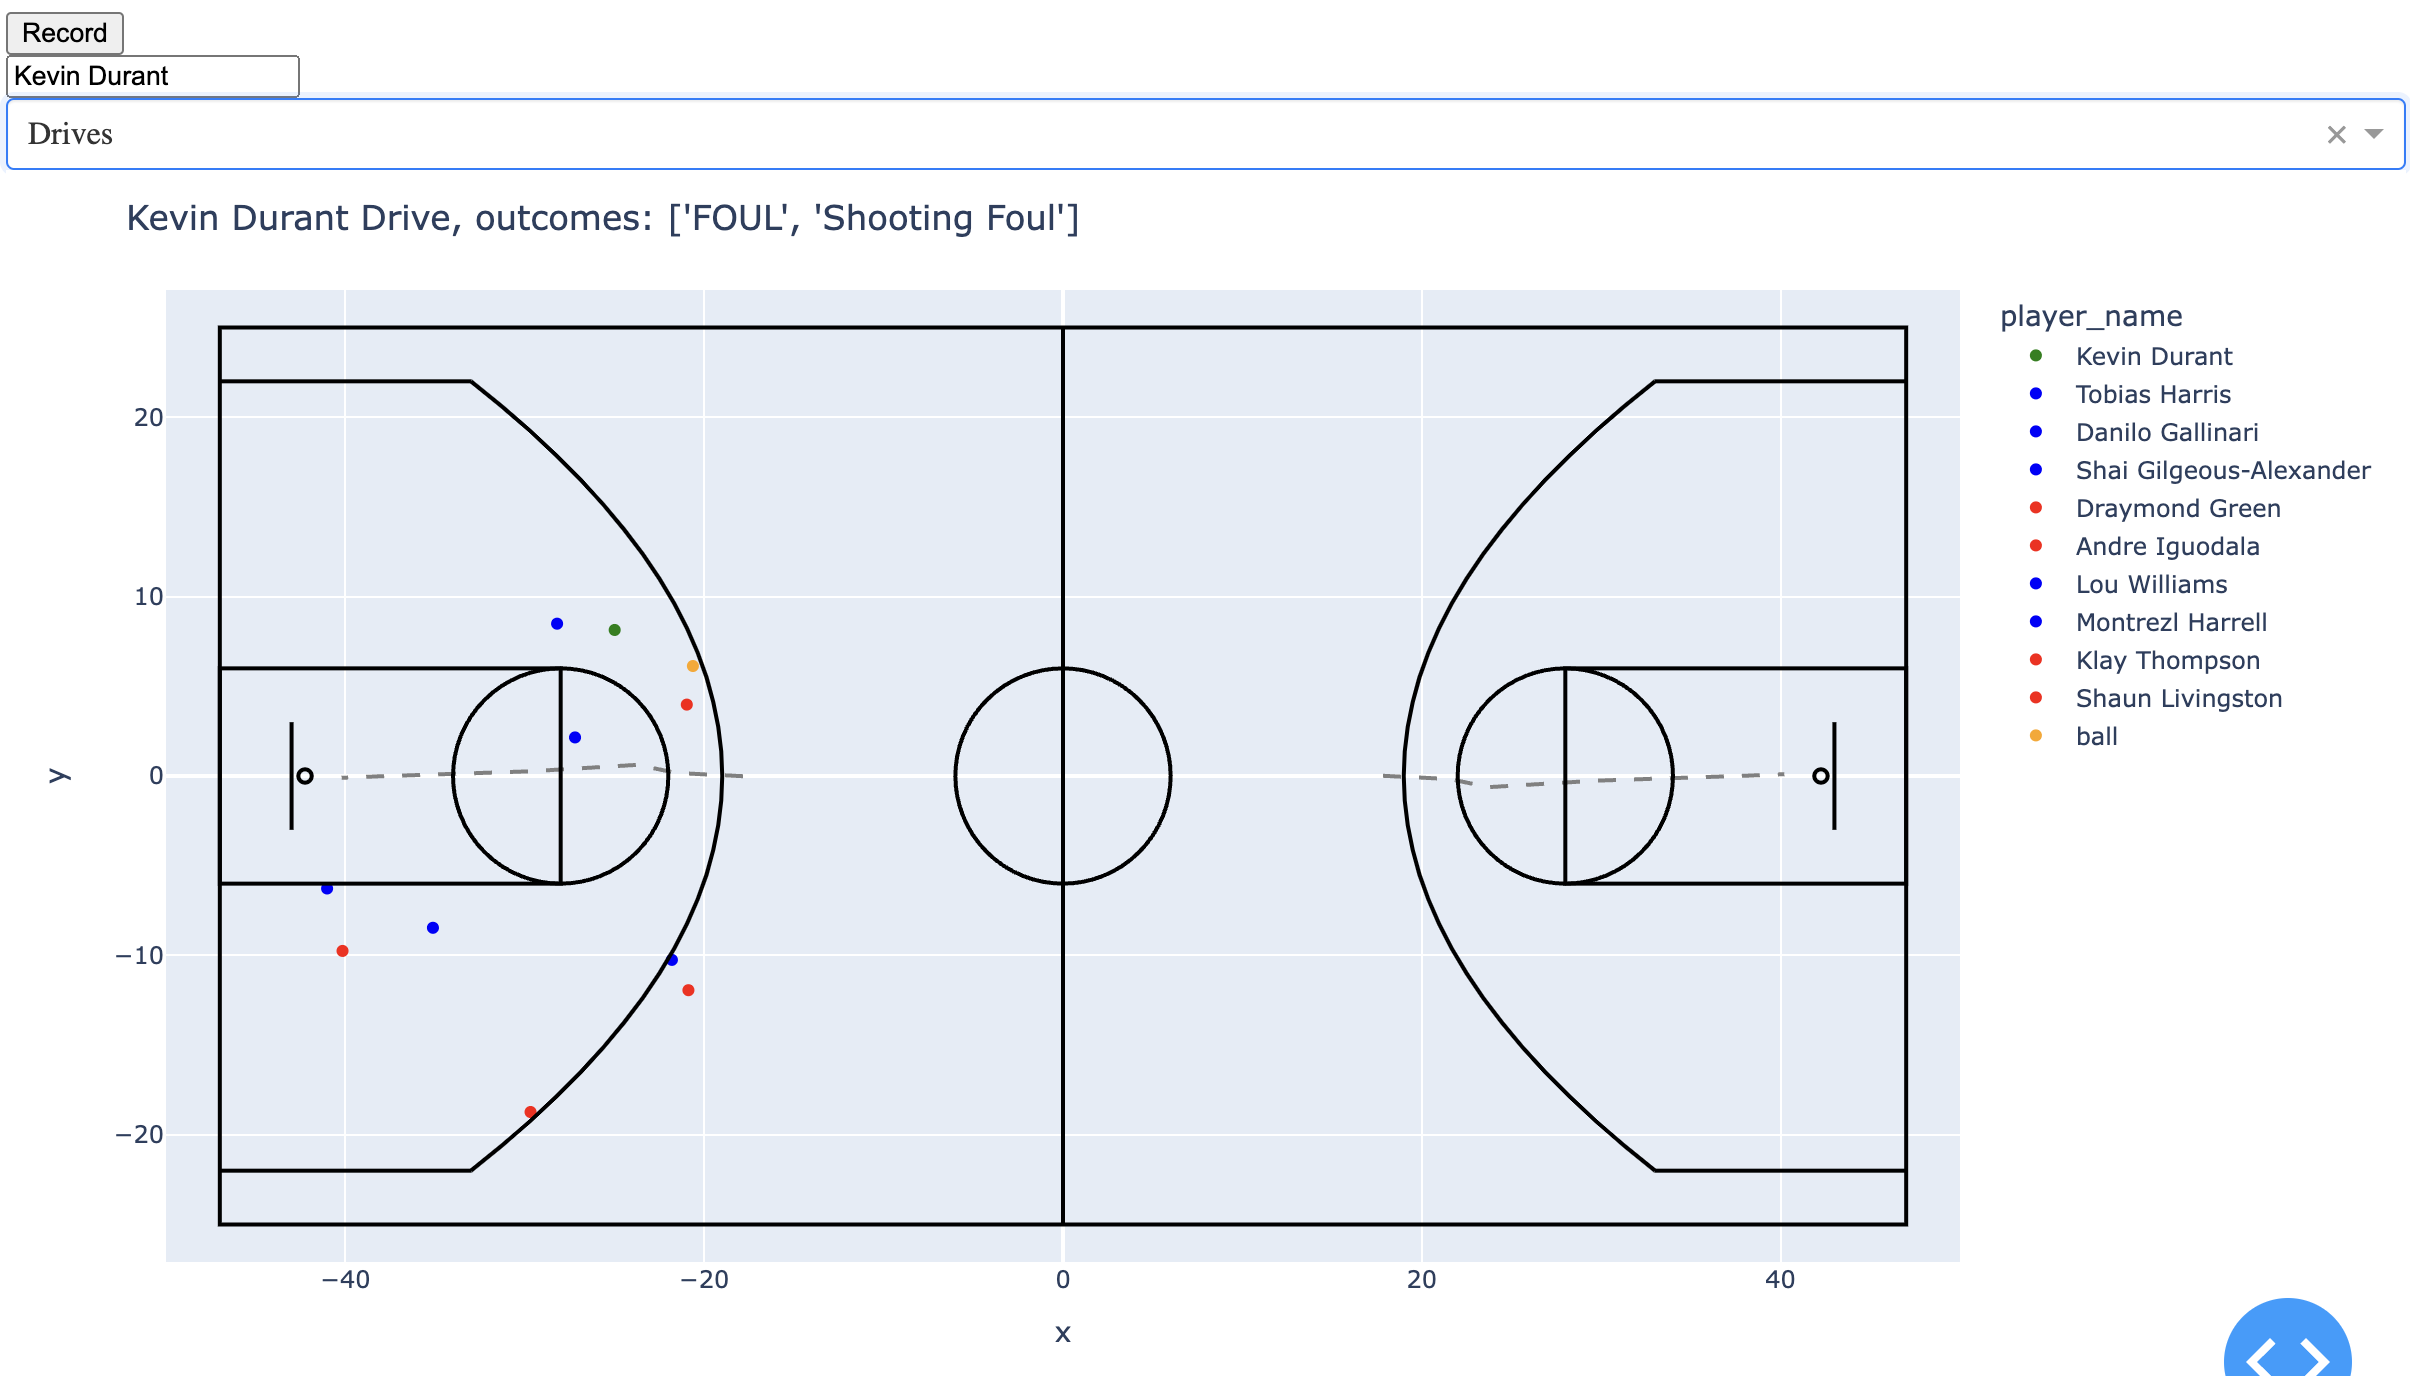 Record
Kevin Durant
Drives
Kevin Durant Drive, outcomes: ['FOUL', 'Shooting Foul']
player_name
Kevin Durant
Tobias Harris
Danilo Gallinari
Shai Gilgeous-Alexander
Draymond Green
Andre Iguodala
Lou Williams
Montrezl Harrell
Klay Thompson
Shaun Livingston
ball
y
20
10
0
−10
−20
−40
−20
0
20
40
x